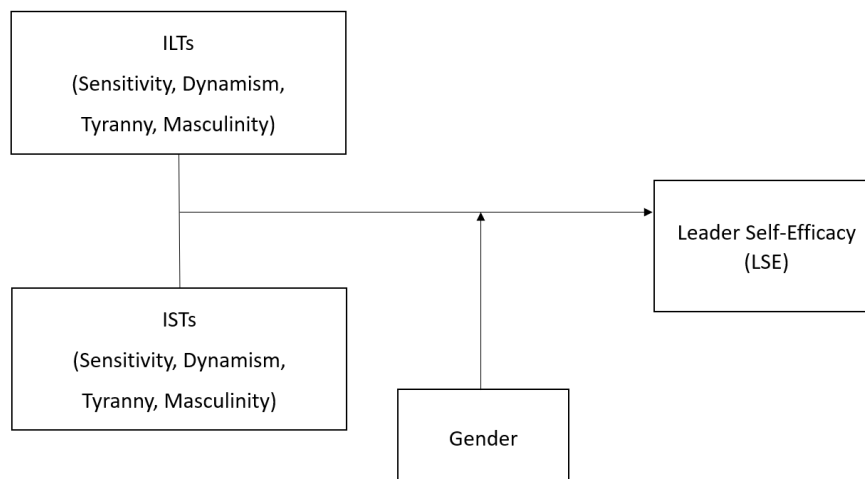 ILTs
(Sensitivity, Dynamism,
Tyranny, Masculinity)
Leader Self-Efficacy
(LSE)
ISTs
(Sensitivity, Dynamism,
Tyranny, Masculinity)
Gender